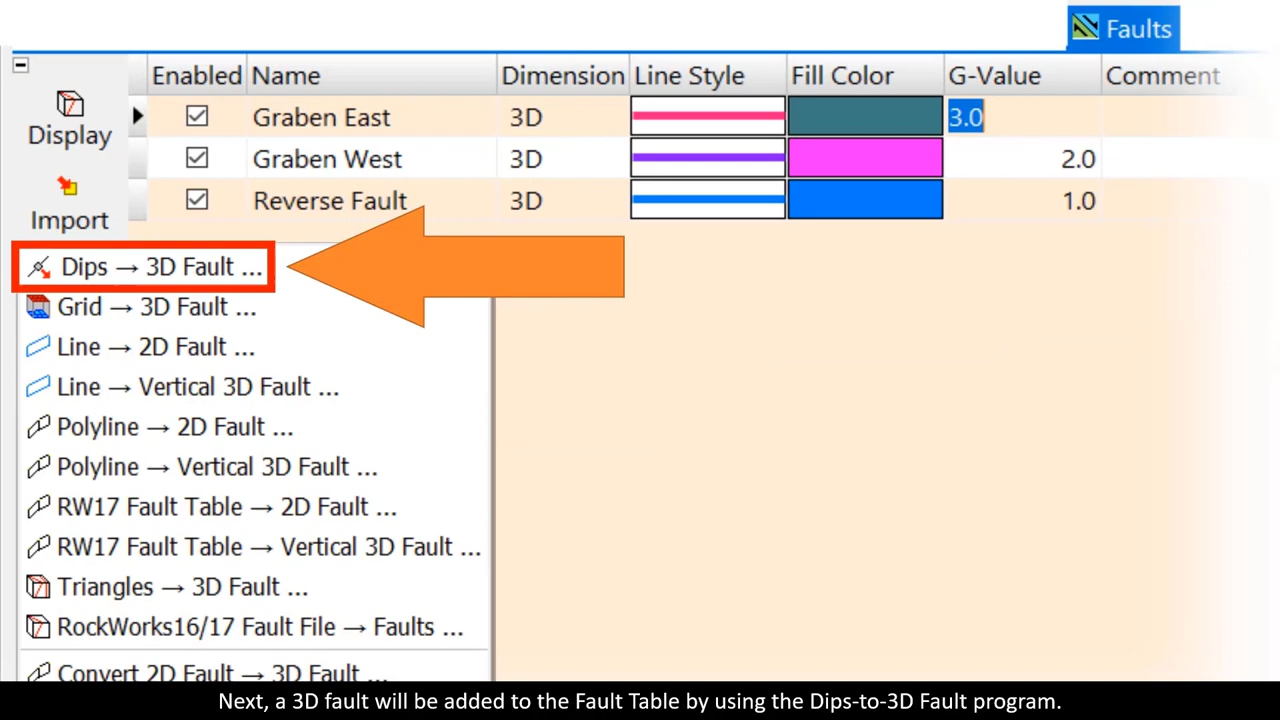 Faults
Enabled Name Dimension Line Style Fill Color G-Value Comment
Display
Graben East 3D 3.0
Graben West 3D 2.0
Import
Reverse Fault 3D 1.0
Dips → 3D Fault ...
Grid → 3D Fault ...
Line → 2D Fault ...
Line → Vertical 3D Fault ...
Polyline → 2D Fault ...
Polyline → Vertical 3D Fault ...
RW17 Fault Table → 2D Fault ...
RW17 Fault Table → Vertical 3D Fault ...
Triangles → 3D Fault ...
RockWorks16/17 Fault File → Faults ...
Convert 2D Fault → 3D Fault ...
Next, a 3D fault will be added to the Fault Table by using the Dips-to-3D Fault program.